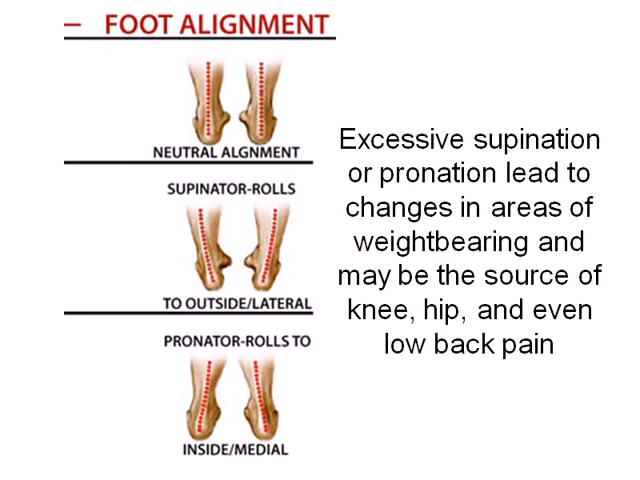 – FOOT ALIGNMENT
NEUTRAL ALGNMENT
SUPINATOR-ROLLS
TO OUTSIDE/LATERAL
PRONATOR-ROLLS TO
INSIDE/MEDIAL
Excessive supination
or pronation lead to
changes in areas of
weightbearing and
may be the source of
knee, hip, and even
low back pain